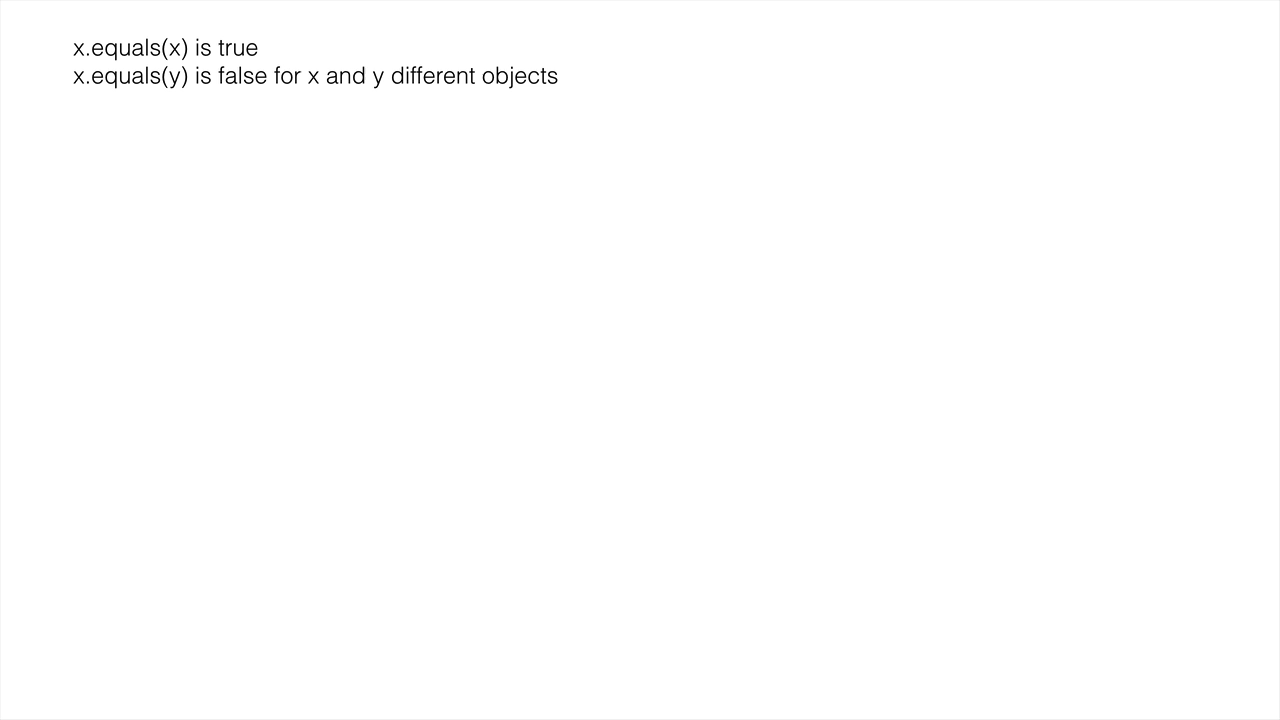 x.equals(x) is true
x.equals(y) is false for x and y different objects